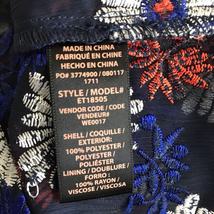 MADE IN CHINA
FABRIQUÉ EN CHINE
HECHO EN CHINA
PO# 3774900 / 080117
1711
STYLE / MODEL#
ET18505
VENDOR CODE / CODE
VENDEUR#
WE0017
SHELL / COQUILLE /
EXTERIOR:
100% POLYESTER /
POLYESTER / POLIÉSTER
LINING / DOUBLURE /
FORRO :
100% RAYON /
VISCOSE / VISCOSA